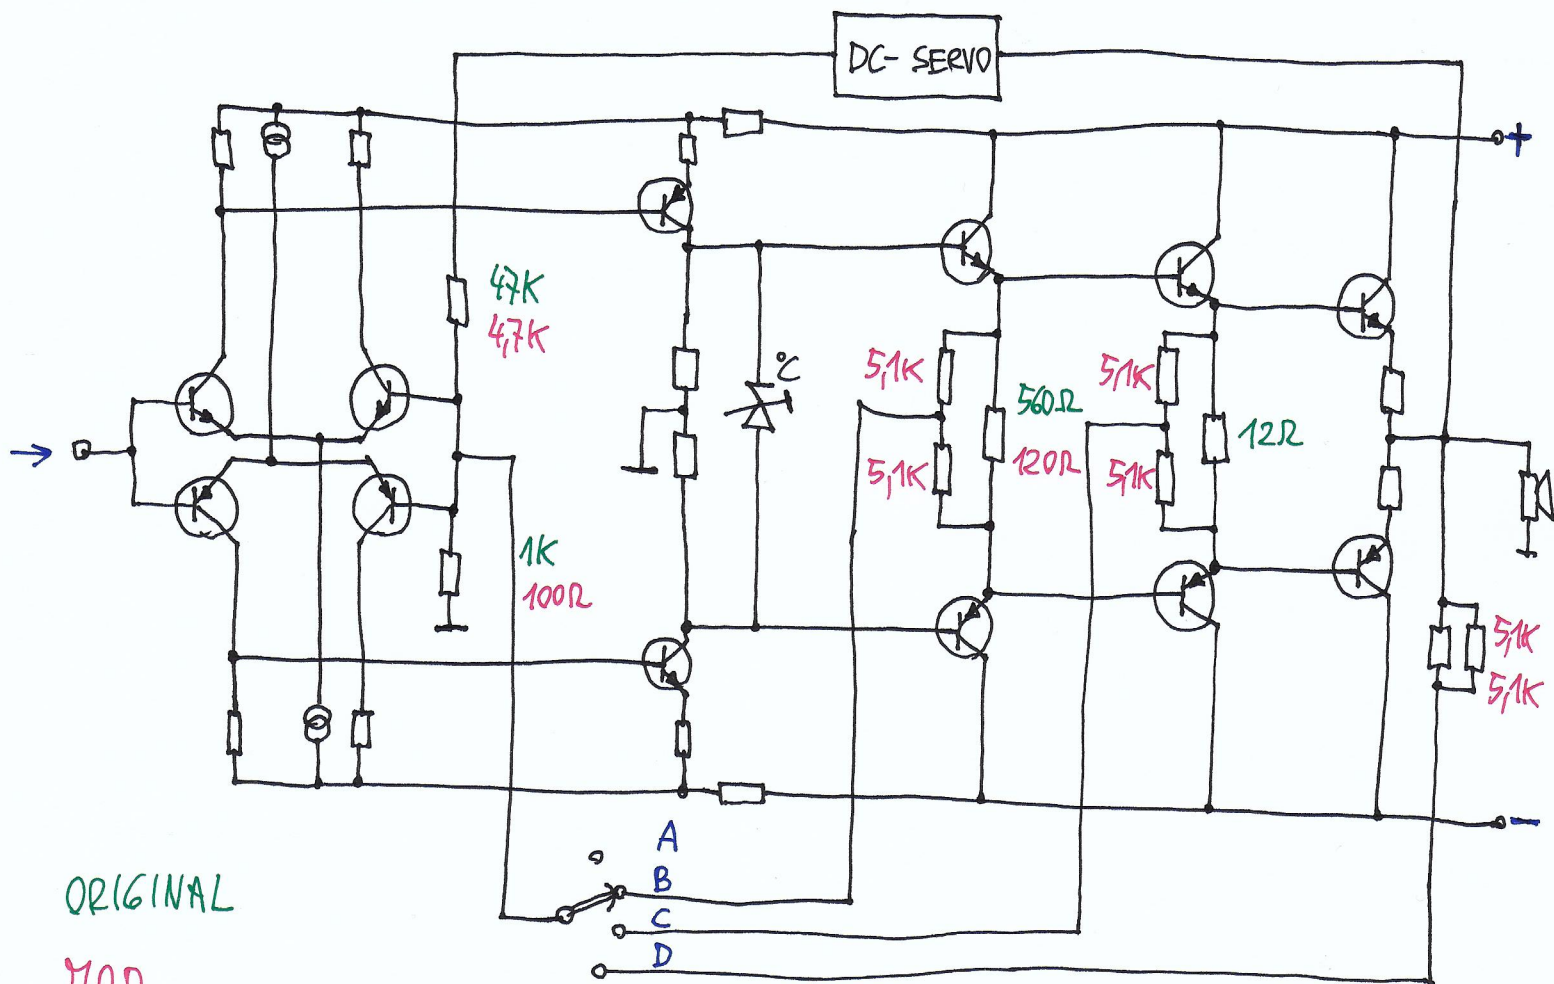 DC- SERVO
+
47K
4,7K
°C
5,1K
5,1K
560Ω
120Ω
5,1K
5,1K
12Ω
1K
100Ω
5,1K
5,1K
−
A
B
C
D
ORIGINAL
MOD